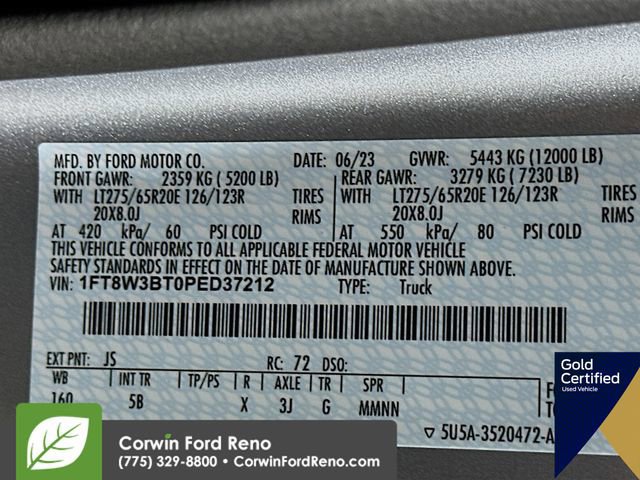 MFD. BY FORD MOTOR CO. DATE: 06/23 GVWR: 5443 KG (12000 LB)
FRONT GAWR: 2359 KG (5200 LB) REAR GAWR: 3279 KG (7230 LB)
WITH LT275/65R20E 126/123R TIRES WITH LT275/65R20E 126/123R TIRES
20X8.0J RIMS 20X8.0J RIMS
AT 420 kPa/ 60 PSI COLD AT 550 kPa/ 80 PSI COLD
THIS VEHICLE CONFORMS TO ALL APPLICABLE FEDERAL MOTOR VEHICLE
SAFETY STANDARDS IN EFFECT ON THE DATE OF MANUFACTURE SHOWN ABOVE.
VIN: 1FT8W3BT0PED37212 TYPE: Truck
EXT PNT: JS RC: 72 DSO:
WB INT TR TP/PS R AXLE TR SPR
160 5B X 3J G MMNN
▽ 5U5A-3520472-A
Gold
Certified
Used Vehicle
Corwin Ford Reno
(775) 329-8800 • CorwinFordReno.com